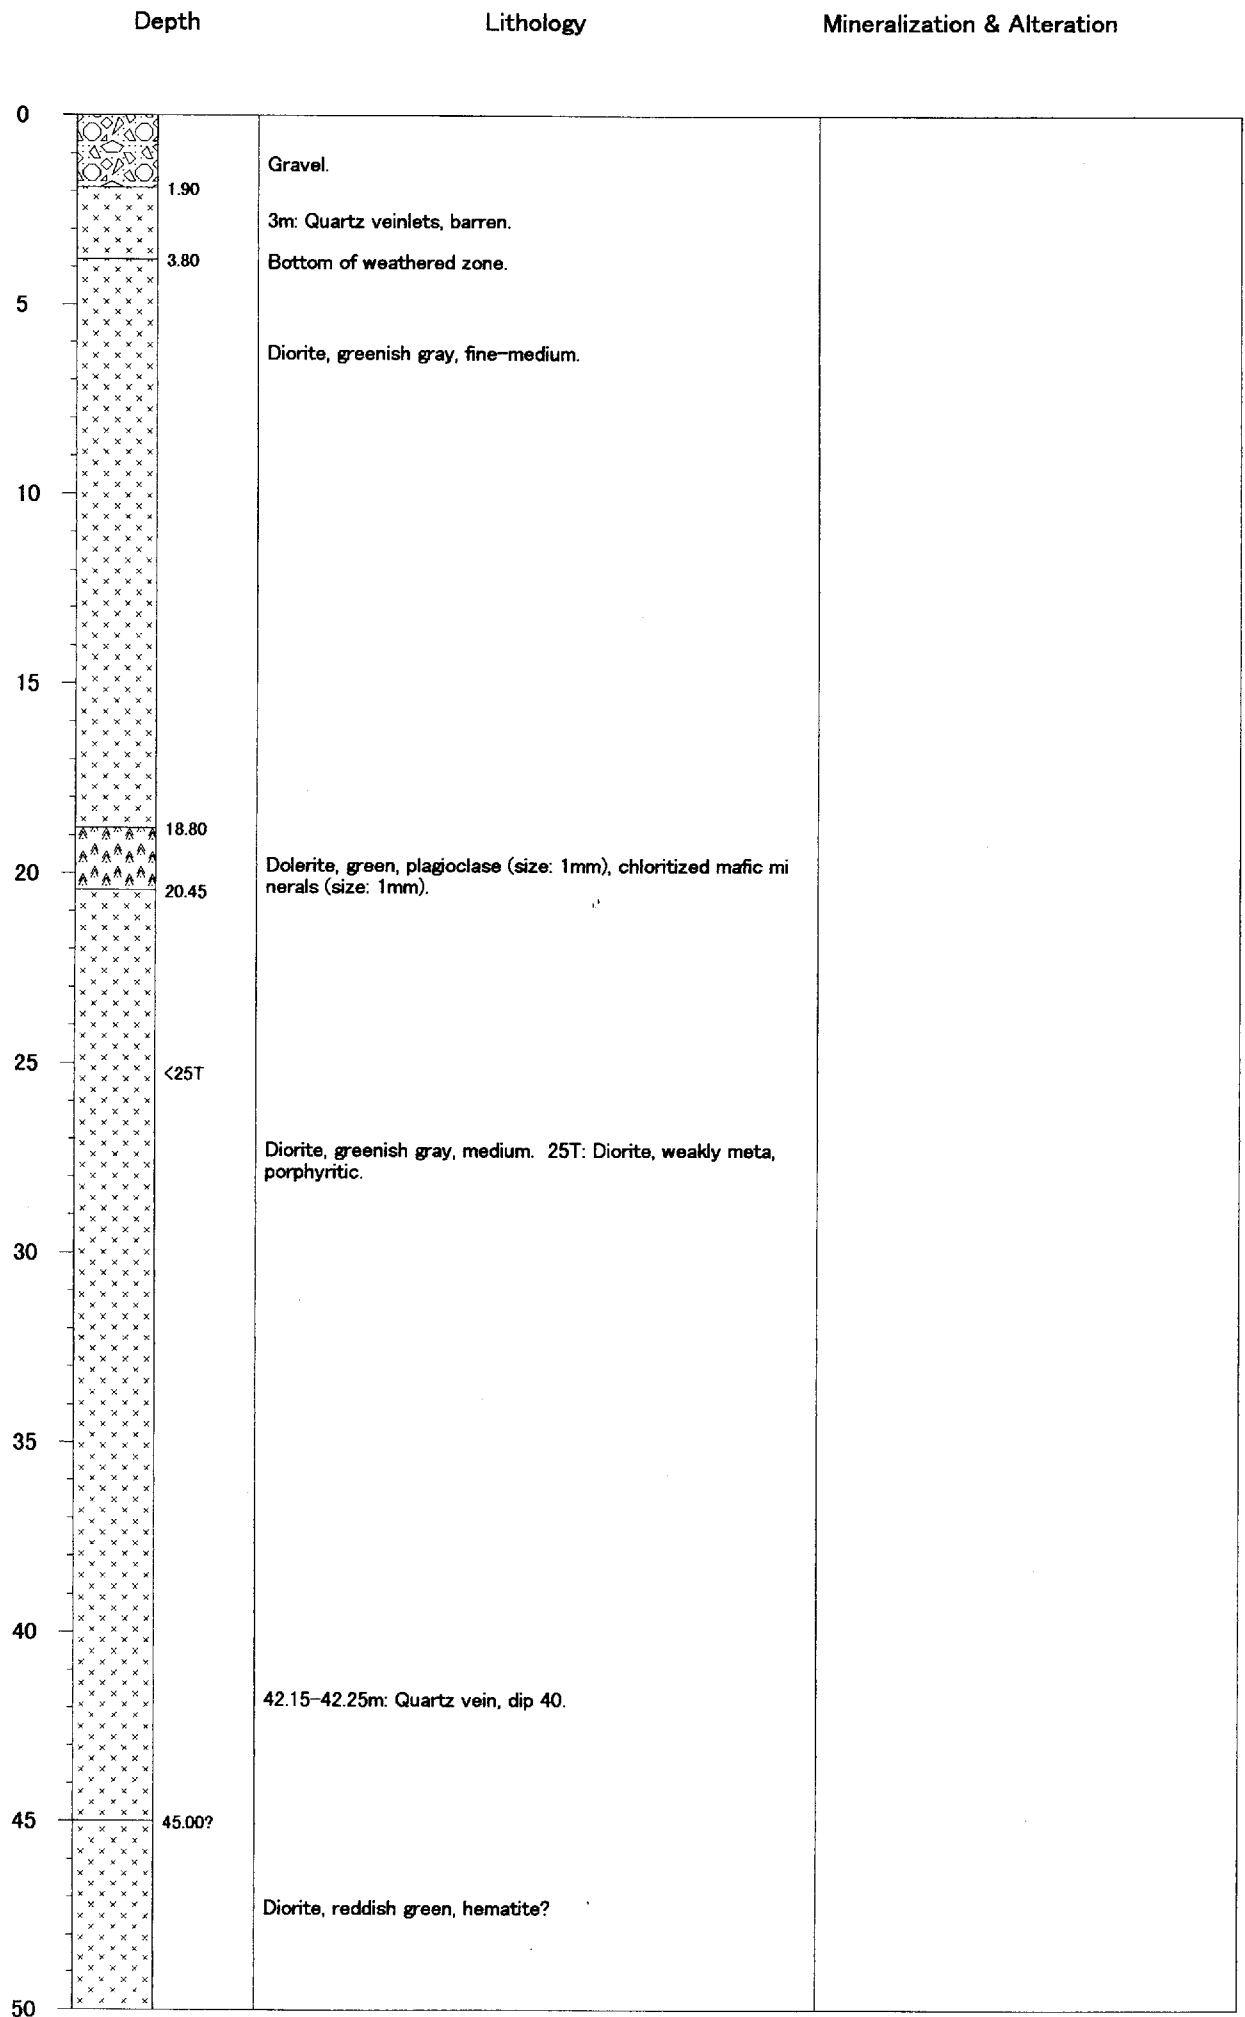 Depth Lithology Mineralization & Alteration
0
Gravel.
1.90
3m: Quartz veinlets, barren.
3.80 Bottom of weathered zone.
5
Diorite, greenish gray, fine-medium.
10
15
18.80
20 Dolerite, green, plagioclase (size: 1mm), chloritized mafic mi
20.45 nerals (size: 1mm).
25 <25T
Diorite, greenish gray, medium. 25T: Diorite, weakly meta,
porphyritic.
30
35
40
42.15-42.25m: Quartz vein, dip 40.
45 45.00?
Diorite, reddish green, hematite?
50